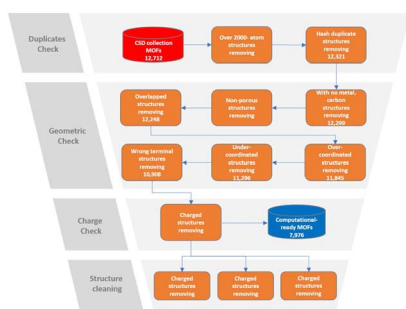 Duplicates
Check
CSD collection
MOFs
12,712
Over 2000- atom
structures
removing
Hash duplicate
structures
removing
12,321
Geometric
Check
Overlapped
structures
removing
12,248
Non-porous
structures
removing
With no metal,
carbon
structures
removing
12,299
Wrong terminal
structures
removing
10,908
Under-
coordinated
structures
removing
11,296
Over-
coordinated
structures
removing
11,845
Charge
Check
Charged
structures
removing
Computational-
ready MOFs
7,976
Structure
cleaning
Charged
structures
removing
Charged
structures
removing
Charged
structures
removing